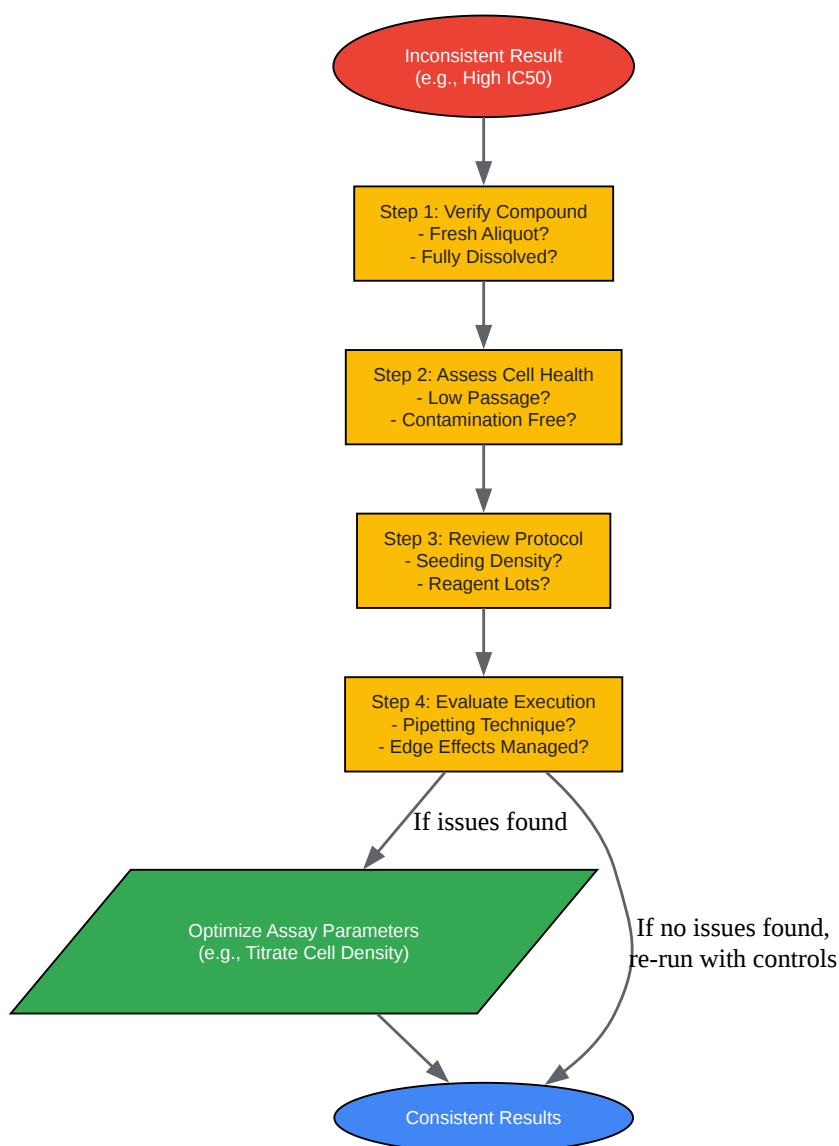 Inconsistent Result
(e.g., High IC50)
Step 1: Verify Compound
- Fresh Aliquot?
- Fully Dissolved?
Step 2: Assess Cell Health
- Low Passage?
- Contamination Free?
Step 3: Review Protocol
- Seeding Density?
- Reagent Lots?
Step 4: Evaluate Execution
- Pipetting Technique?
- Edge Effects Managed?
If issues found
Optimize Assay Parameters
(e.g., Titrate Cell Density)
If no issues found,
re-run with controls
Consistent Results